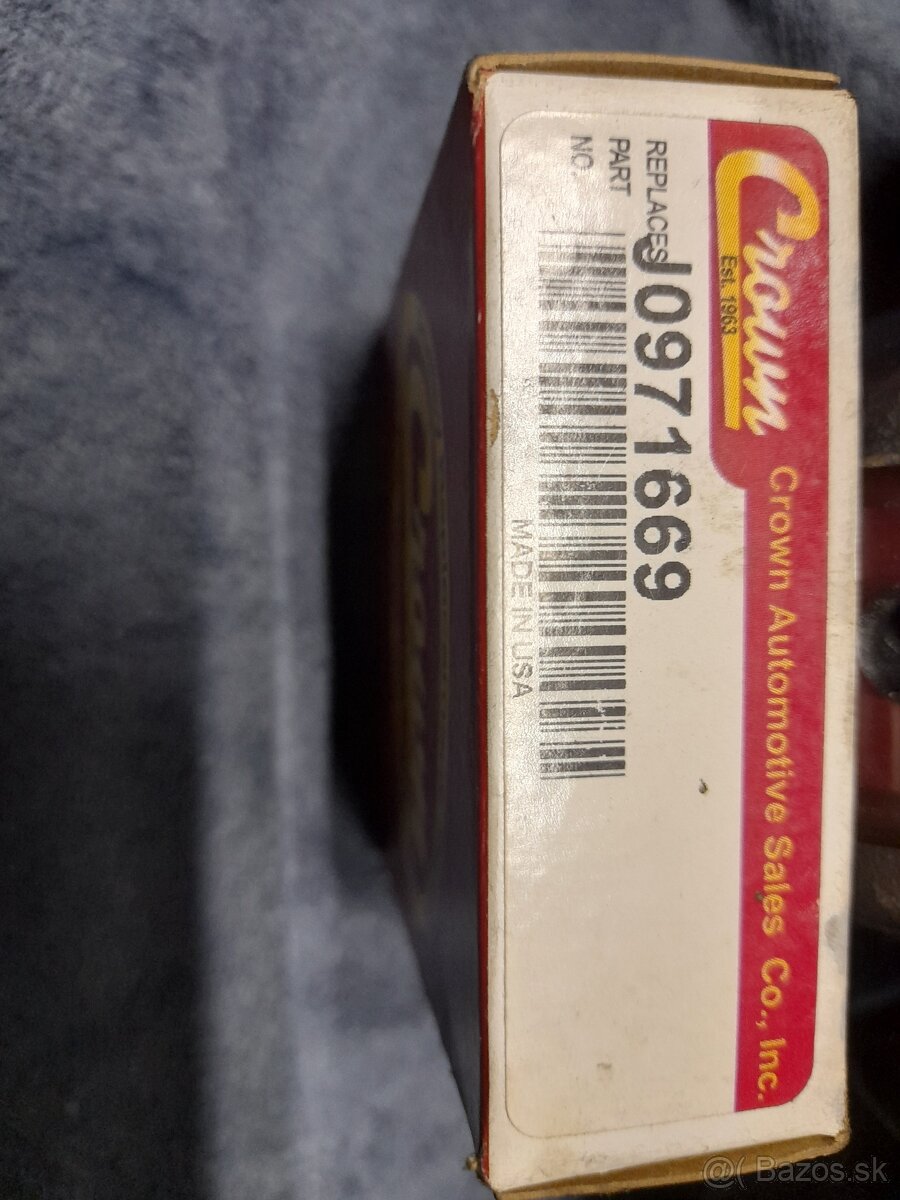 Crown
Est. 1963
Crown Automotive Sales Co., Inc.
REPLACES
PART
NO.
J0971669
MADE IN USA
@( Bazos.sk